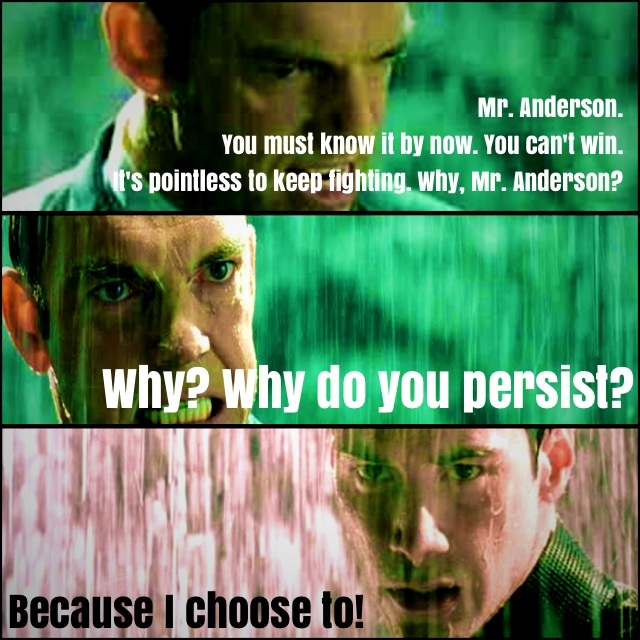 Mr. Anderson.
You must know it by now. You can't win.
It's pointless to keep fighting. Why, Mr. Anderson?
Why? Why do you persist?
Because I choose to!